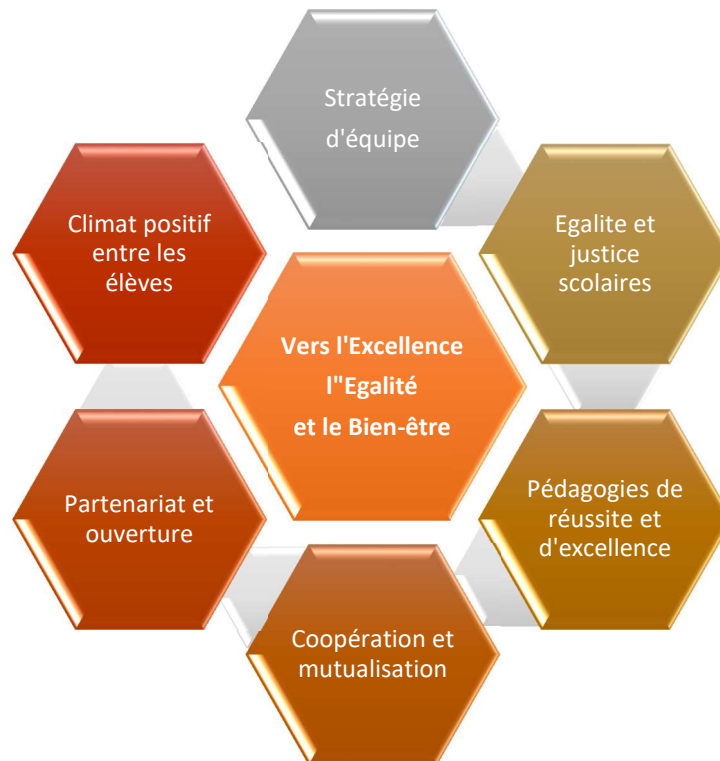 Stratégie
d'équipe
Climat positif
entre les
élèves
Egalite et
justice
scolaires
Vers l'Excellence
l"Egalité
et le Bien-être
Partenariat et
ouverture
Pédagogies de
réussite et
d'excellence
Coopération et
mutualisation